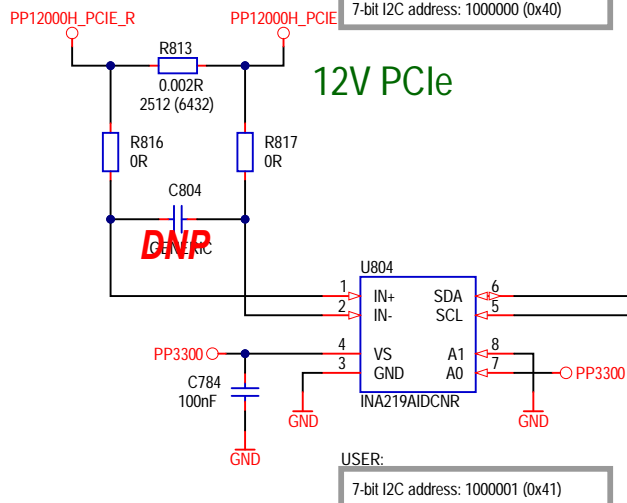 7-bit I2C address: 1000000 (0x40)
PP12000H_PCIE_R
PP12000H_PCIE
R813
0.002R
2512 (6432)
12V PCIe
R816
0R
R817
0R
C804
GENERIC
DNP
U804
1 IN+ SDA 6
2 IN- SCL 5
PP3300 4 VS A1 8
3 GND A0 7 PP3300
C784
100nF
INA219AIDCNR
GND
GND
GND
USER:
7-bit I2C address: 1000001 (0x41)